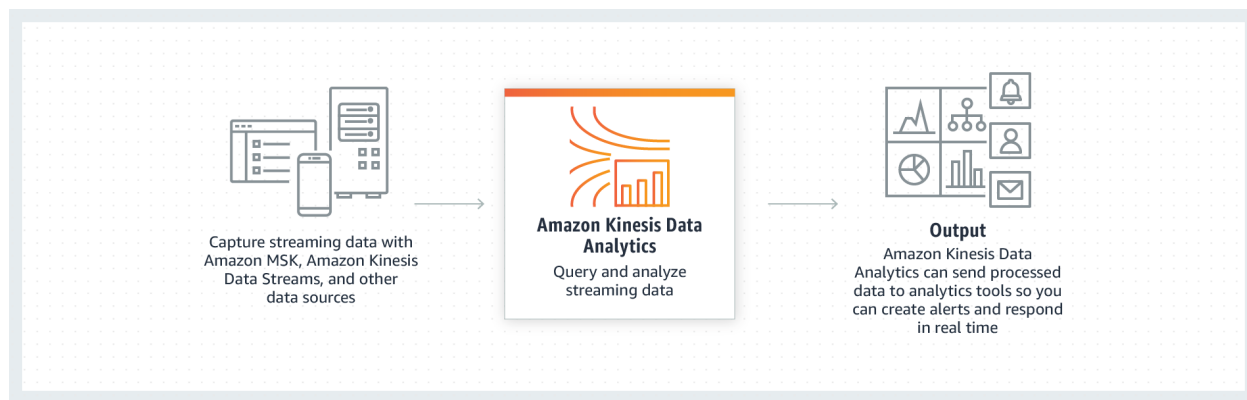 Capture streaming data with
Amazon MSK, Amazon Kinesis
Data Streams, and other
data sources
Amazon Kinesis Data
Analytics
Query and analyze
streaming data
Output
Amazon Kinesis Data
Analytics can send processed
data to analytics tools so you
can create alerts and respond
in real time